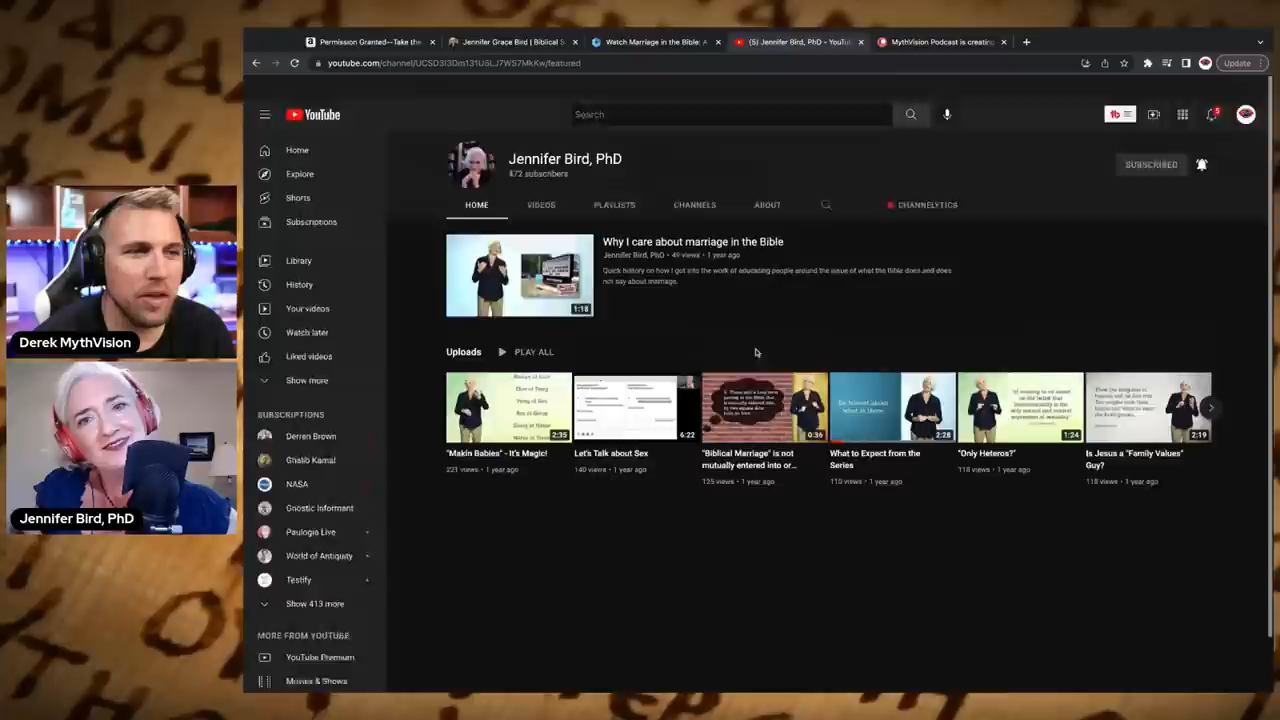 Permission Granted--Take the
Jennifer Grace Bird | Biblical S
Watch Marriage in the Bible: A
(5) Jennifer Bird, PhD - YouTub
MythVision Podcast is creating
youtube.com/channel/UCSD3I3Dm131U6LJ7WS7MkKw/featured
Update
YouTube
Search
5
Home
Explore
Shorts
Subscriptions
Library
History
Your videos
Watch later
Liked videos
Show more
SUBSCRIPTIONS
Derren Brown
Ghalib Kamal
NASA
Gnostic Informant
Paulogia Live
World of Antiquity
Testify
Show 413 more
MORE FROM YOUTUBE
YouTube Premium
Movies & Shows
Jennifer Bird, PhD
872 subscribers
SUBSCRIBED
HOME
VIDEOS
PLAYLISTS
CHANNELS
ABOUT
CHANNELYTICS
1:18
Why I care about marriage in the Bible
Jennifer Bird, PhD • 49 views • 1 year ago
Quick history on how I got into the work of educating people around the issue of what the Bible does and does
not say about marriage.
Uploads
PLAY ALL
2:35
"Makin Babies" - It's Magic!
221 views • 1 year ago
6:22
Let's Talk about Sex
140 views • 1 year ago
0:36
"Biblical Marriage" is not
mutually entered into or...
125 views • 1 year ago
2:28
What to Expect from the
Series
110 views • 1 year ago
1:24
"Only Heteros?"
118 views • 1 year ago
2:19
Is Jesus a "Family Values"
Guy?
118 views • 1 year ago
Derek MythVision
Jennifer Bird, PhD